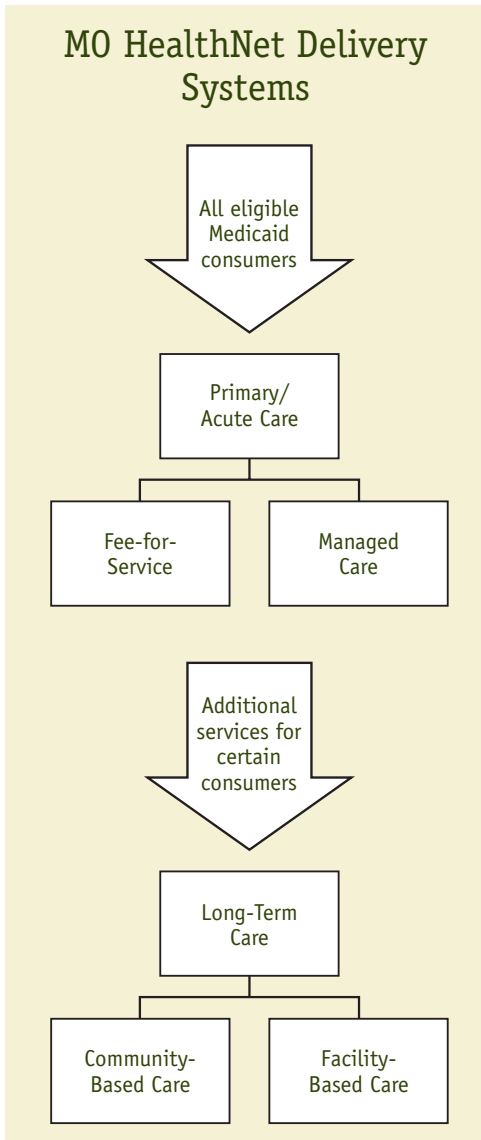 MO HealthNet Delivery
Systems
All eligible
Medicaid
consumers
Primary/
Acute Care
Fee-for-
Service
Managed
Care
Additional
services for
certain
consumers
Long-Term
Care
Community-
Based Care
Facility-
Based Care